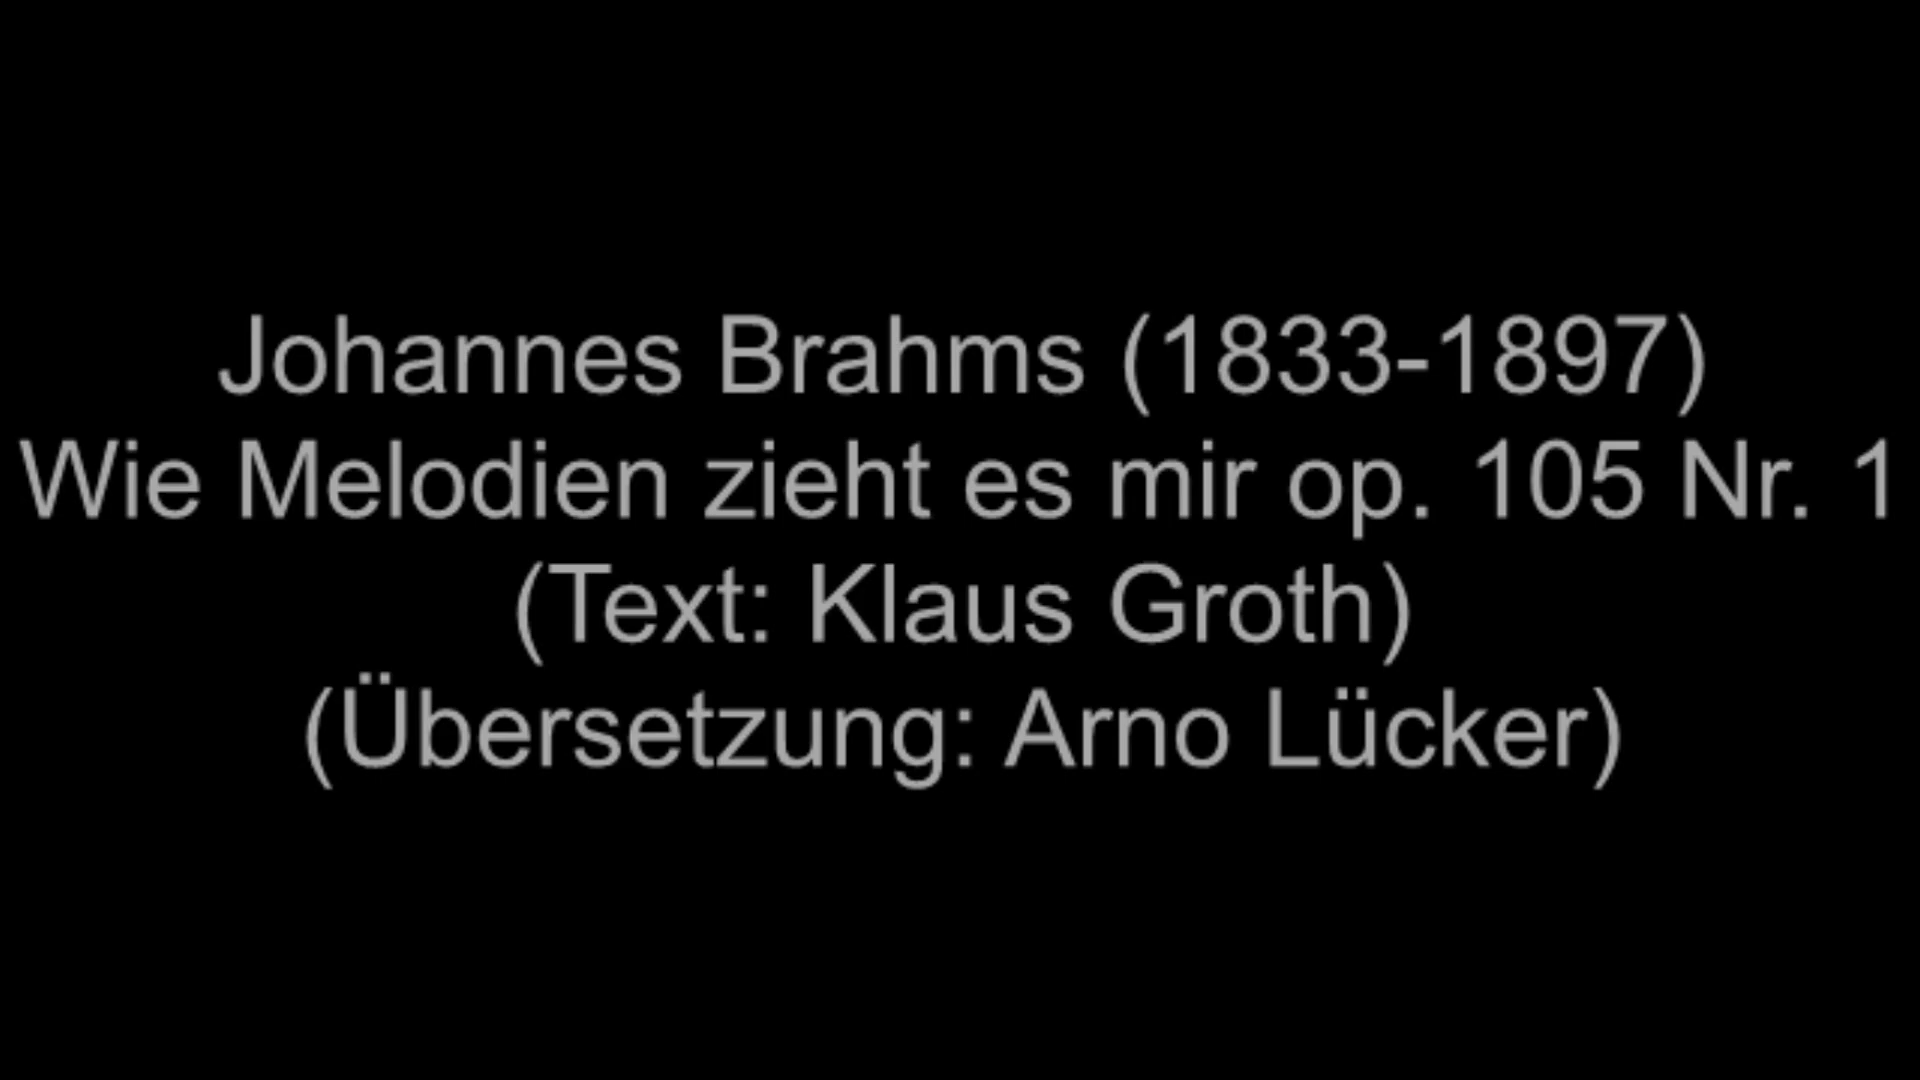 Johannes Brahms (1833-1897)
Wie Melodien zieht es mir op. 105 Nr. 1
(Text: Klaus Groth)
(Übersetzung: Arno Lücker)